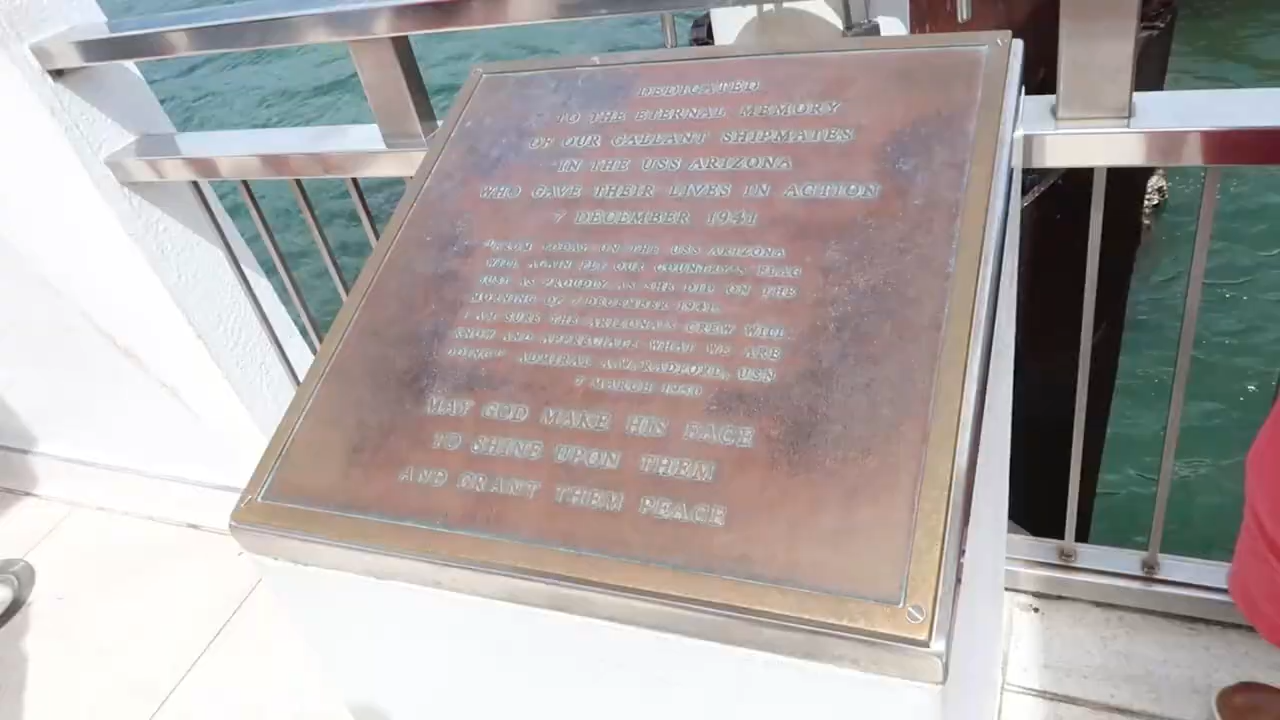 DEDICATED
TO THE ETERNAL MEMORY
OF OUR GALLANT SHIPMATES
IN THE USS ARIZONA
WHO GAVE THEIR LIVES IN ACTION
7 DECEMBER 1941
"FROM TODAY ON THE USS ARIZONA
WILL AGAIN FLY OUR COUNTRY'S FLAG
JUST AS PROUDLY AS SHE DID ON THE
MORNING OF 7 DECEMBER 1941.
I AM SURE THE ARIZONA'S CREW WILL
KNOW AND APPRECIATE WHAT WE ARE
DOING" ADMIRAL A.W. RADFORD, USN
7 MARCH 1950
MAY GOD MAKE HIS FACE
TO SHINE UPON THEM
AND GRANT THEM PEACE